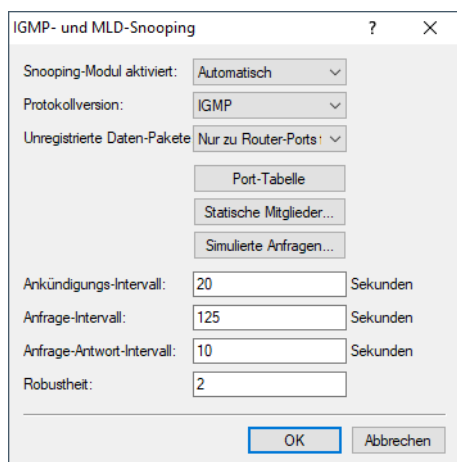 IGMP- und MLD-Snooping ? X
Snooping-Modul aktiviert: Automatisch
Protokollversion: IGMP
Unregistrierte Daten-Pakete Nur zu Router-Ports
Port-Tabelle
Statische Mitglieder...
Simulierte Anfragen...
Ankündigungs-Intervall: 20 Sekunden
Anfrage-Intervall: 125 Sekunden
Anfrage-Antwort-Intervall: 10 Sekunden
Robustheit: 2
OK Abbrechen